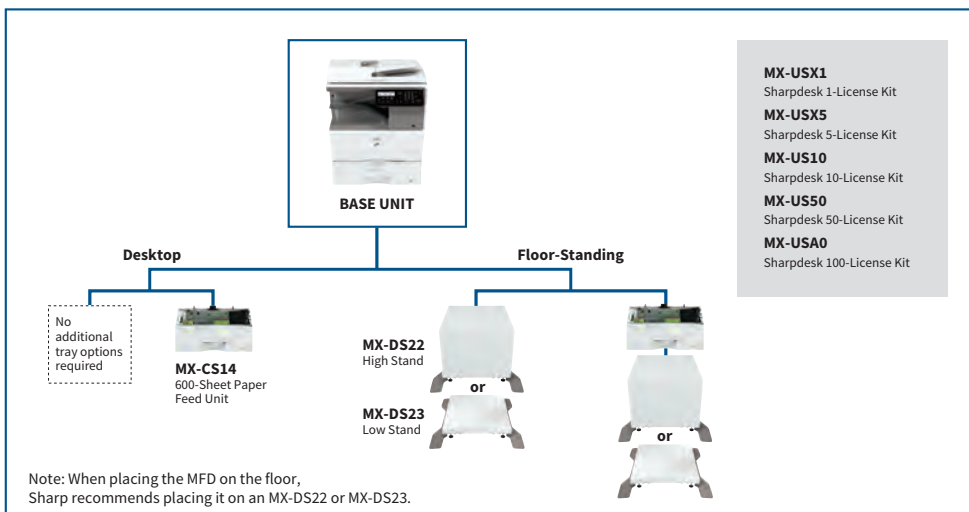 BASE UNIT
Desktop
Floor-Standing
No
additional
tray options
required
MX-CS14
600-Sheet Paper
Feed Unit
MX-DS22
High Stand
or
MX-DS23
Low Stand
or
Note: When placing the MFD on the floor,
Sharp recommends placing it on an MX-DS22 or MX-DS23.
MX-USX1
Sharpdesk 1-License Kit
MX-USX5
Sharpdesk 5-License Kit
MX-US10
Sharpdesk 10-License Kit
MX-US50
Sharpdesk 50-License Kit
MX-USA0
Sharpdesk 100-License Kit